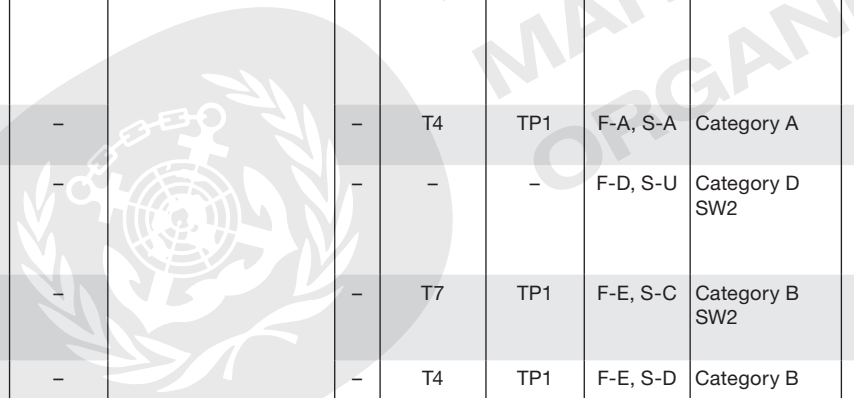 – – T4 TP1 F-A, S-A Category A
– – – – F-D, S-U Category D
SW2
– – T7 TP1 F-E, S-C Category B
SW2
– – T4 TP1 F-E, S-D Category B